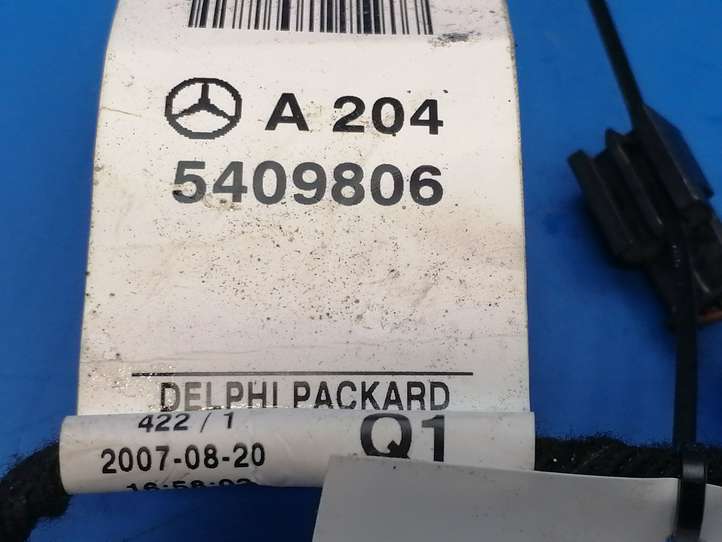 A 204
5409806
DELPHI PACKARD
422 / 1
Q1
2007-08-20